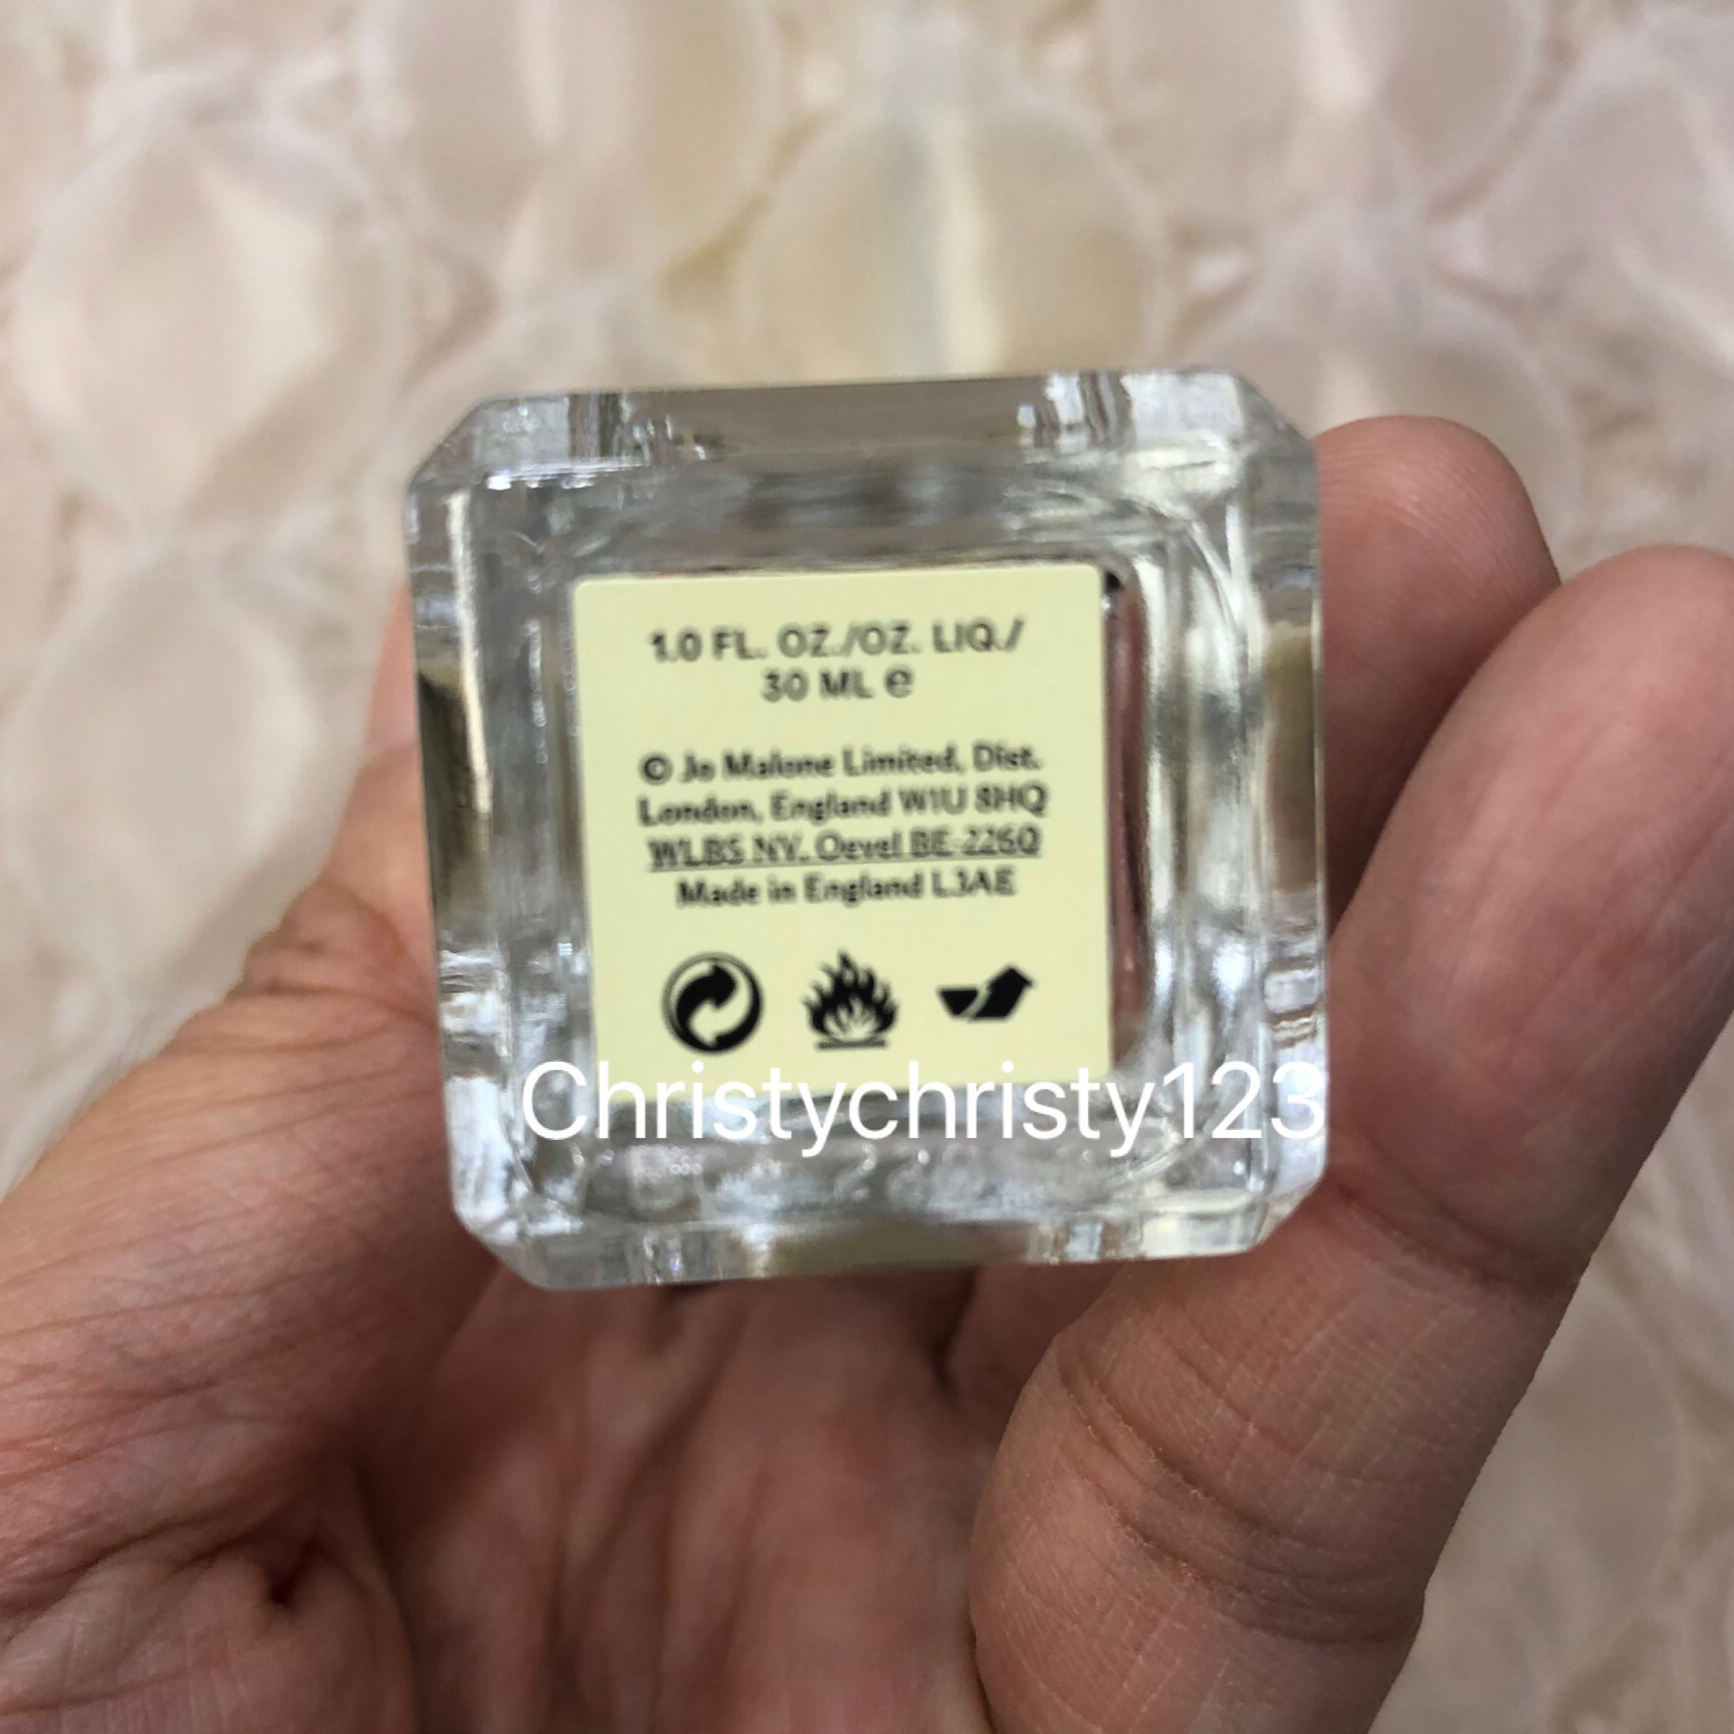 1.0 FL. OZ./OZ. LIQ./
30 ML e
© Jo Malone Limited, Dist.
London, England W1U 8HQ
WLBS NV. Oevel BE-2260
Made in England L3AE
Christychristy123